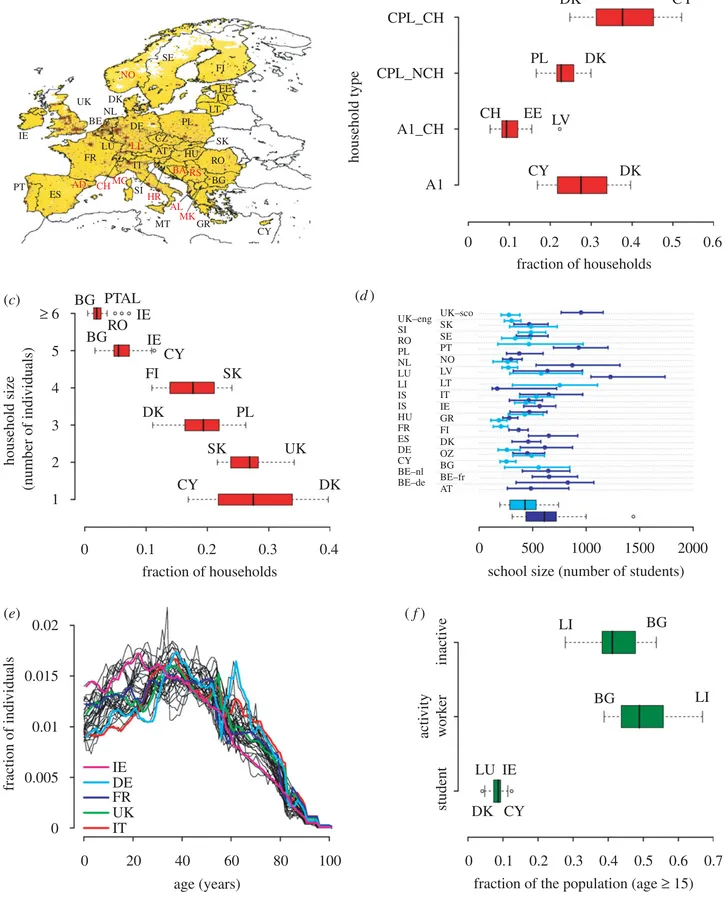 SE
FI
NO
EE
LV
LT
UK
DK
NL
BE
IE
DE
PL
LU
LI
CZ
SK
FR
AT
HU
RO
IT
BA
RS
BG
PT
ES
AD
CH
MC
SI
HR
AL
MK
MT
GR
CY
DK CY
CPL_CH
PL DK
CPL_NCH
CH EE LV
A1_CH
CY DK
A1
household type
0 0.1 0.2 0.3 0.4 0.5 0.6
fraction of households
(c)
BG PTAL
≥ 6
IE
RO
BG IE
5
CY
FI SK
4
DK PL
3
SK UK
2
CY DK
1
household size
(number of individuals)
0 0.1 0.2 0.3 0.4
fraction of households
(d)
UK–sco
UK–eng
SK
SI
SE
RO
PT
PL
NO
NL
LV
LU
LT
LI
IT
IS
IE
IS
GR
HU
FI
FR
DK
ES
OZ
DE
BG
CY
BE–fr
BE–nl
AT
BE–de
0 500 1000 1500 2000
school size (number of students)
(e)
0.02
0.015
0.01
0.005
0
fraction of individuals
IE
DE
FR
UK
IT
0 20 40 60 80 100
age (years)
(f)
LI BG
inactive
BG LI
worker
LU IE
student
DK CY
activity
0 0.1 0.2 0.3 0.4 0.5 0.6 0.7
fraction of the population (age ≥ 15)